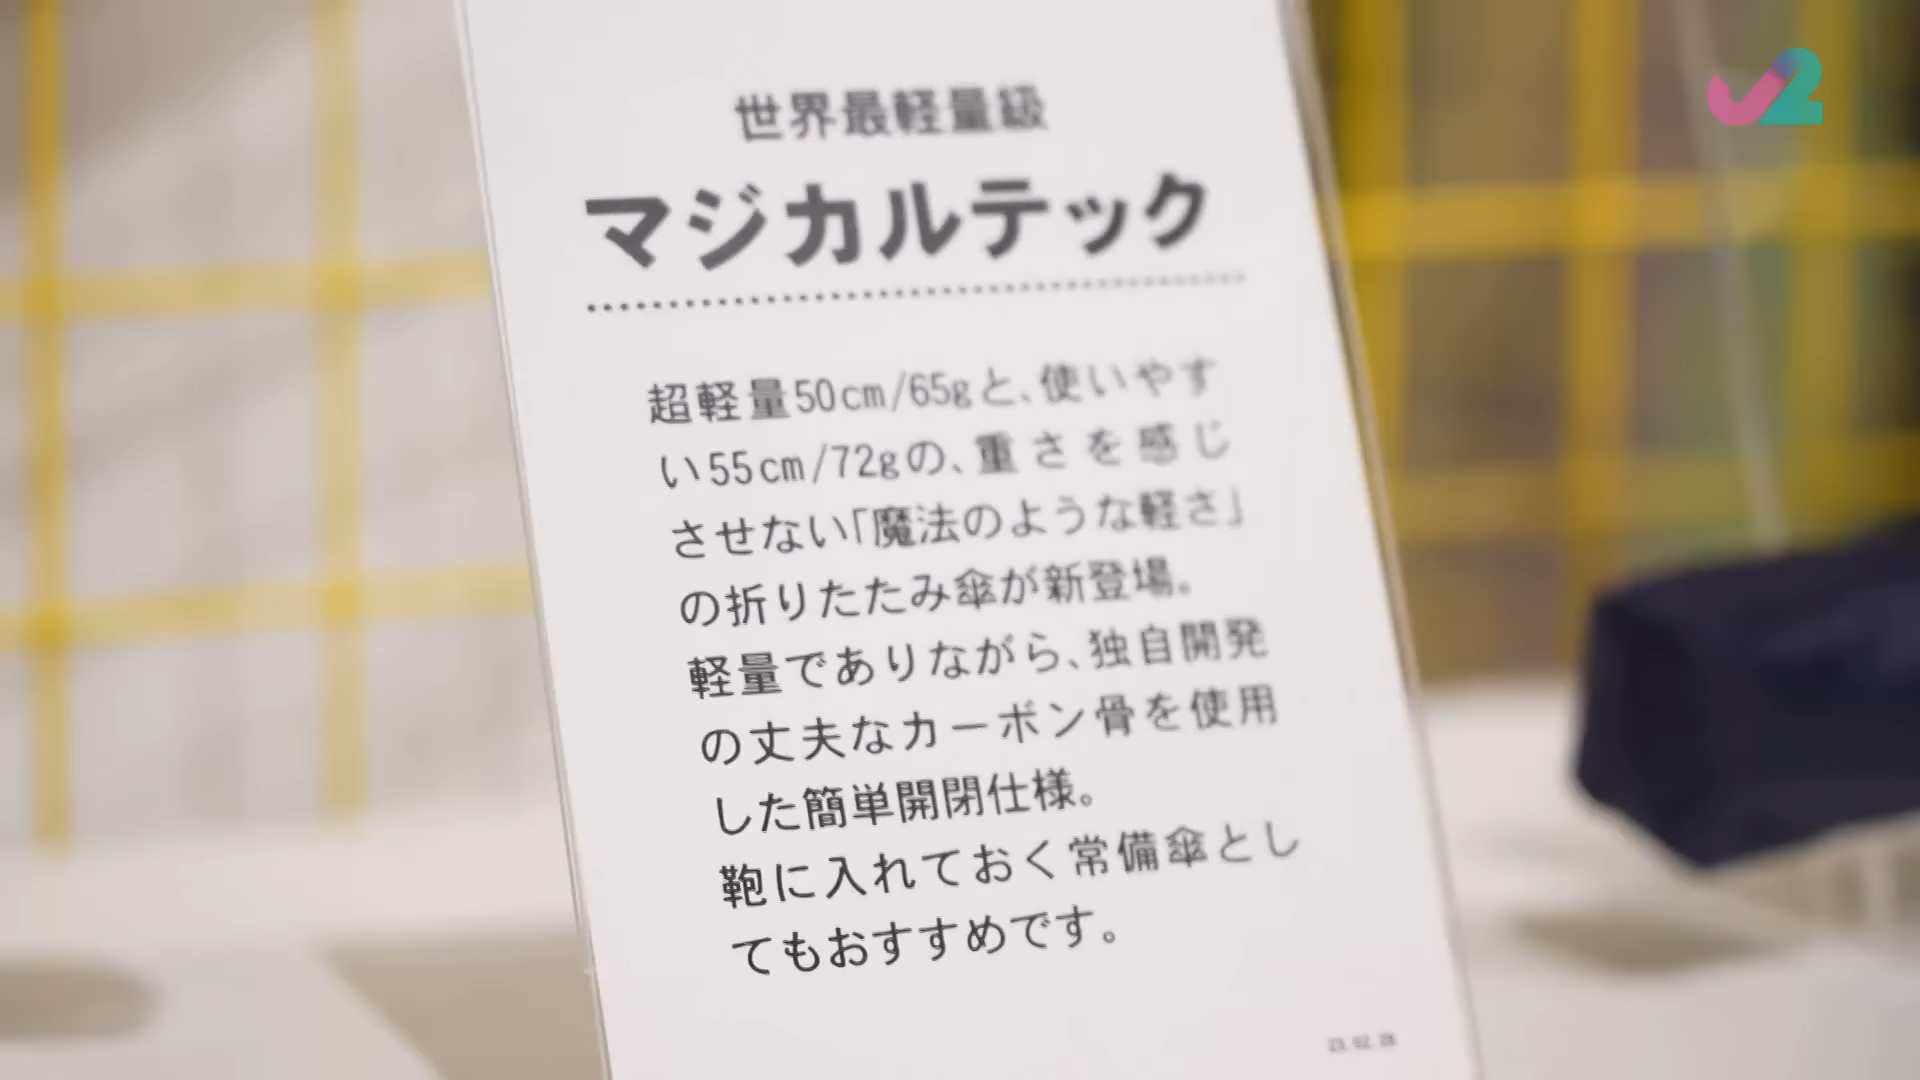 世界最軽量級
マジカルテック
超軽量50cm/65gと、使いやす
い55cm/72gの、重さを感じ
させない「魔法のような軽さ」
の折りたたみ傘が新登場。
軽量でありながら、独自開発
の丈夫なカーボン骨を使用
した簡単開閉仕様。
鞄に入れておく常備傘とし
てもおすすめです。
23.02.28